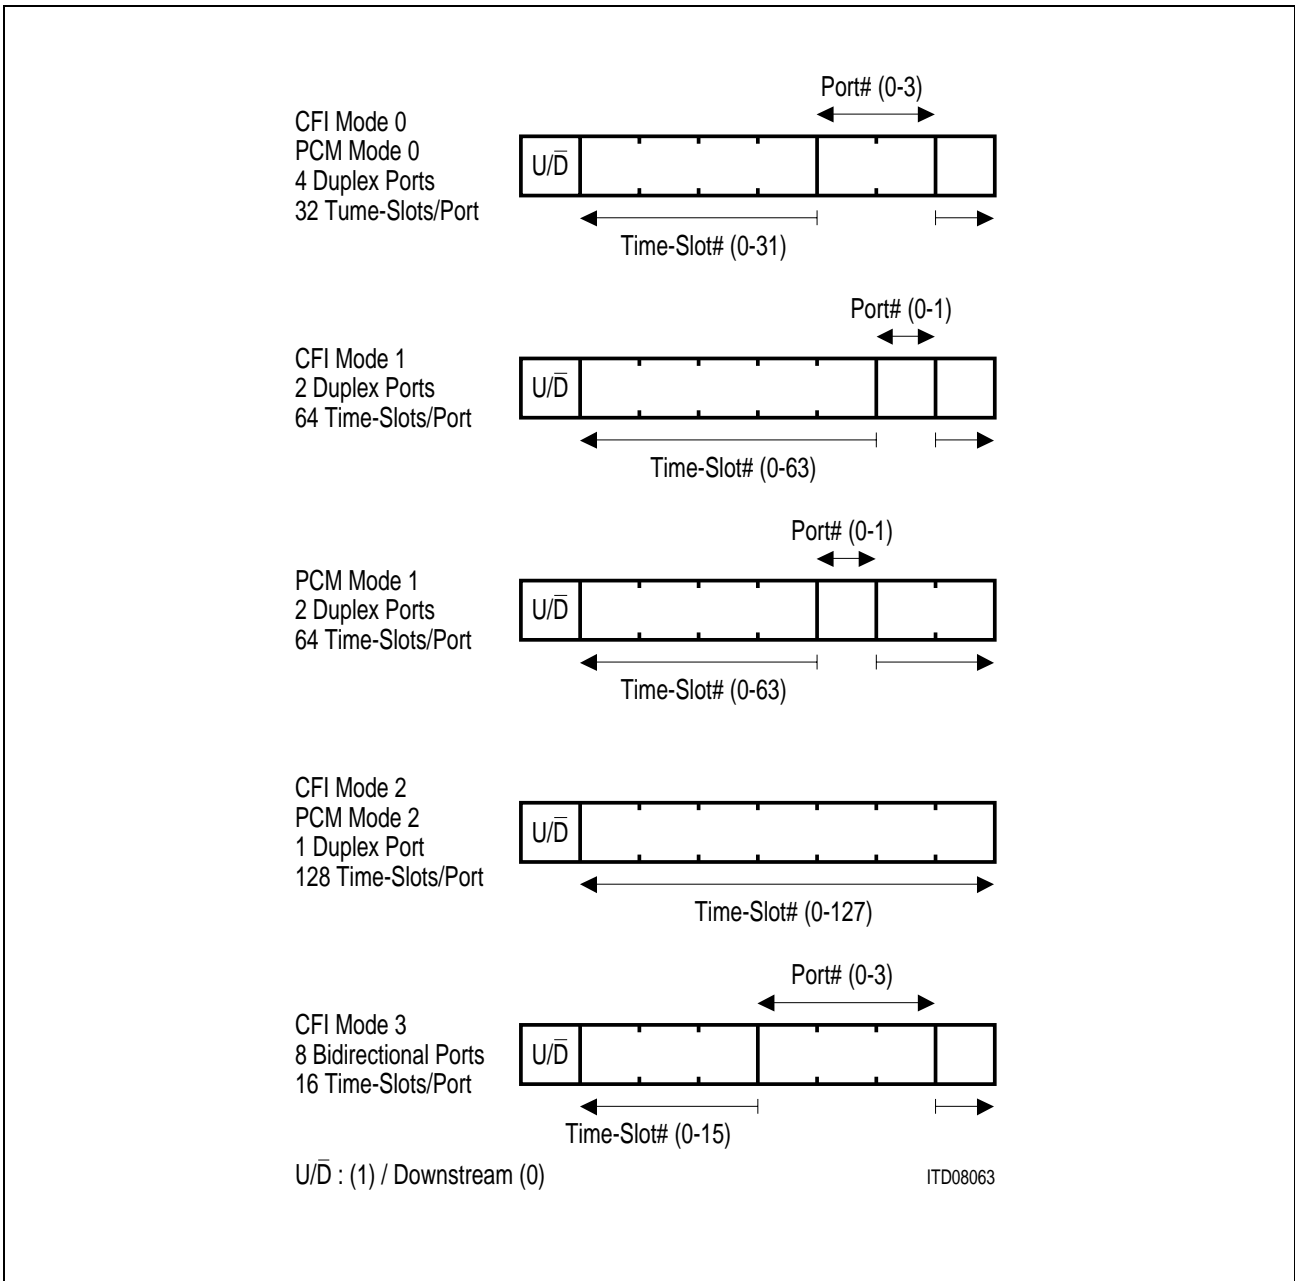 Port# (0-3)
CFI Mode 0
PCM Mode 0
4 Duplex Ports
32 Tume-Slots/Port
U/D̅
Time-Slot# (0-31)
Port# (0-1)
CFI Mode 1
2 Duplex Ports
64 Time-Slots/Port
U/D̅
Time-Slot# (0-63)
Port# (0-1)
PCM Mode 1
2 Duplex Ports
64 Time-Slots/Port
U/D̅
Time-Slot# (0-63)
CFI Mode 2
PCM Mode 2
1 Duplex Port
128 Time-Slots/Port
U/D̅
Time-Slot# (0-127)
Port# (0-3)
CFI Mode 3
8 Bidirectional Ports
16 Time-Slots/Port
U/D̅
Time-Slot# (0-15)
U/D̅ : (1) / Downstream (0)
ITD08063